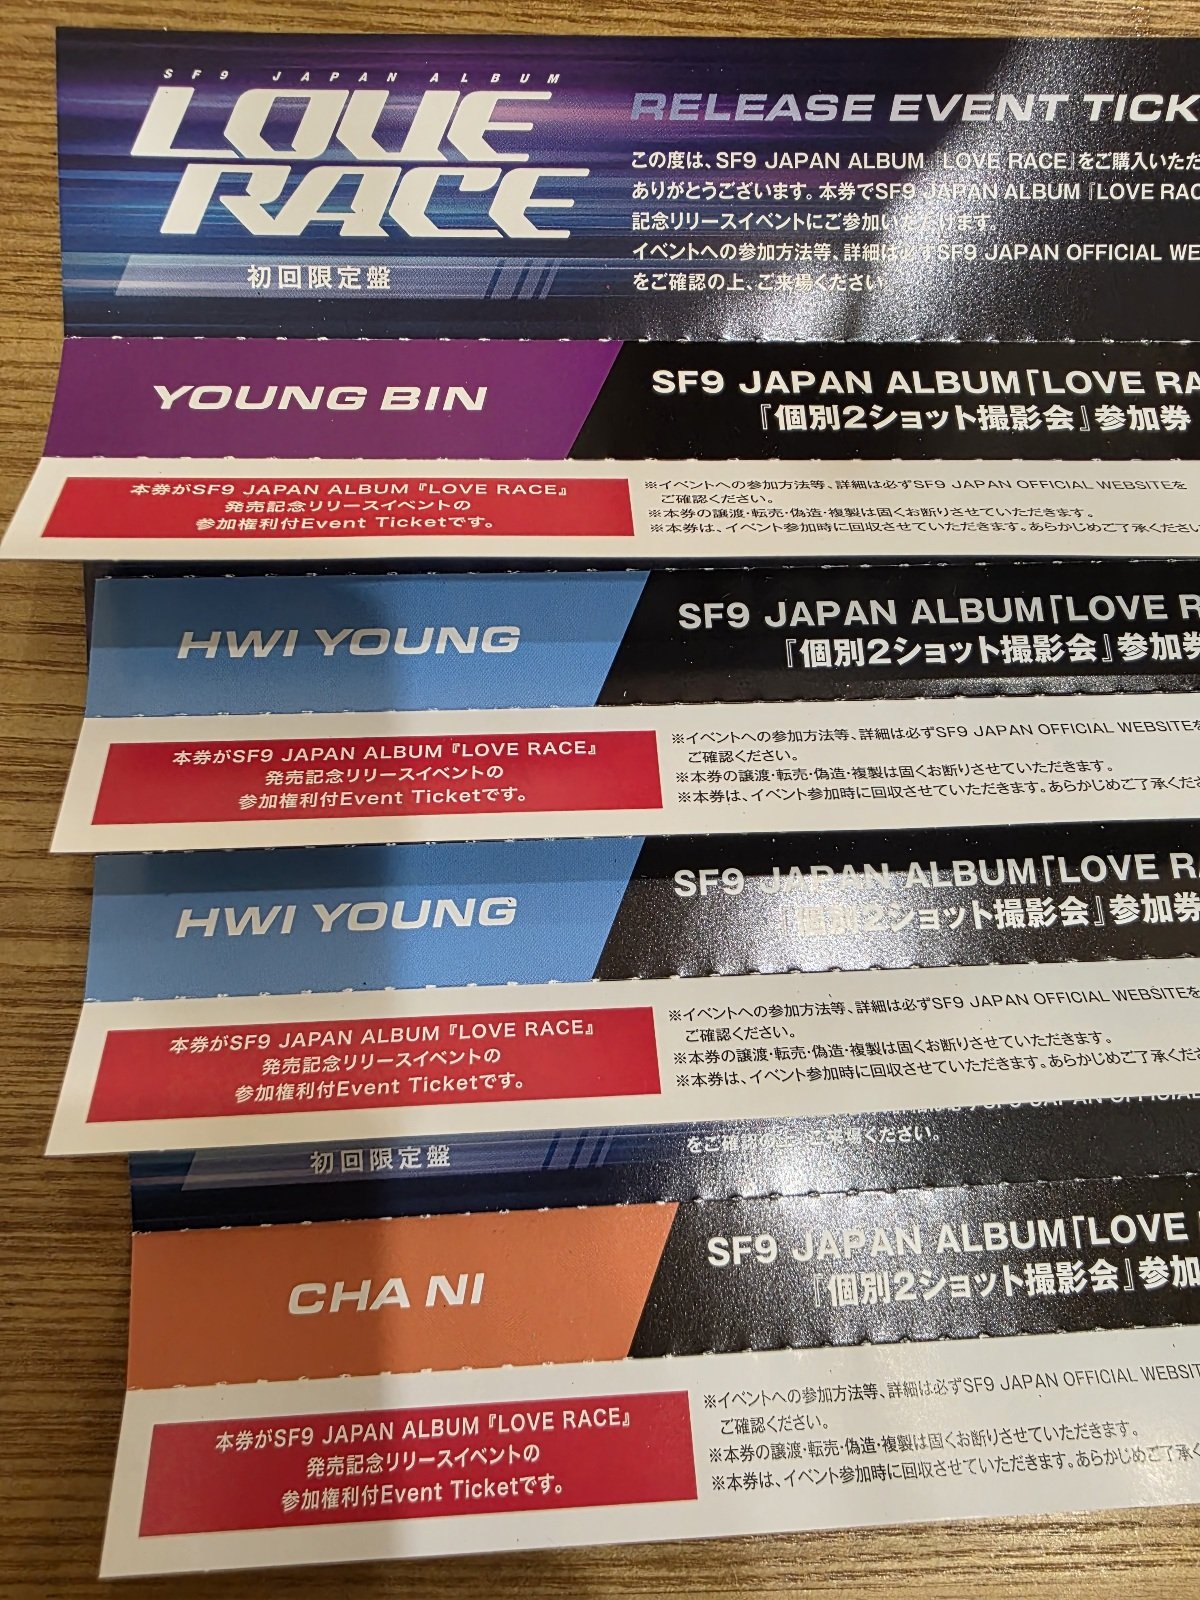 SF9 JAPAN ALBUM
LOVE
RACE
初回限定盤
RELEASE EVENT TICK
この度は、SF9 JAPAN ALBUM『LOVE RACE』をご購入いただ
ありがとうございます。本券でSF9 JAPAN ALBUM『LOVE RAC
記念リリースイベントにご参加いただけます。
イベントへの参加方法等、詳細は必ずSF9 JAPAN OFFICIAL WE
をご確認の上、ご来場ください。
YOUNG BIN
SF9 JAPAN ALBUM「LOVE RA
『個別2ショット撮影会』参加券
本券がSF9 JAPAN ALBUM『LOVE RACE』
発売記念リリースイベントの
参加権利付Event Ticketです。
※イベントへの参加方法等、詳細は必ずSF9 JAPAN OFFICIAL WEBSITEを
ご確認ください。
※本券の譲渡・転売・偽造・複製は固くお断りさせていただきます。
※本券は、イベント参加時に回収させていただきます。あらかじめご了承くださ
HWI YOUNG
SF9 JAPAN ALBUM「LOVE R
『個別2ショット撮影会』参加券
本券がSF9 JAPAN ALBUM『LOVE RACE』
発売記念リリースイベントの
参加権利付Event Ticketです。
※イベントへの参加方法等、詳細は必ずSF9 JAPAN OFFICIAL WEBSITEを
ご確認ください。
※本券の譲渡・転売・偽造・複製は固くお断りさせていただきます。
※本券は、イベント参加時に回収させていただきます。あらかじめご了承くださ
HWI YOUNG
SF9 JAPAN ALBUM「LOVE RA
『個別2ショット撮影会』参加券
本券がSF9 JAPAN ALBUM『LOVE RACE』
発売記念リリースイベントの
参加権利付Event Ticketです。
※イベントへの参加方法等、詳細は必ずSF9 JAPAN OFFICIAL WEBSITEを
ご確認ください。
※本券の譲渡・転売・偽造・複製は固くお断りさせていただきます。
※本券は、イベント参加時に回収させていただきます。あらかじめご了承くださ
初回限定盤
をご確認の上、ご来場ください。
CHA NI
SF9 JAPAN ALBUM「LOVE
『個別2ショット撮影会』参加
本券がSF9 JAPAN ALBUM『LOVE RACE』
発売記念リリースイベントの
参加権利付Event Ticketです。
※イベントへの参加方法等、詳細は必ずSF9 JAPAN OFFICIAL WEBSIT
ご確認ください。
※本券の譲渡・転売・偽造・複製は固くお断りさせていただきます。
※本券は、イベント参加時に回収させていただきます。あらかじめご了承く